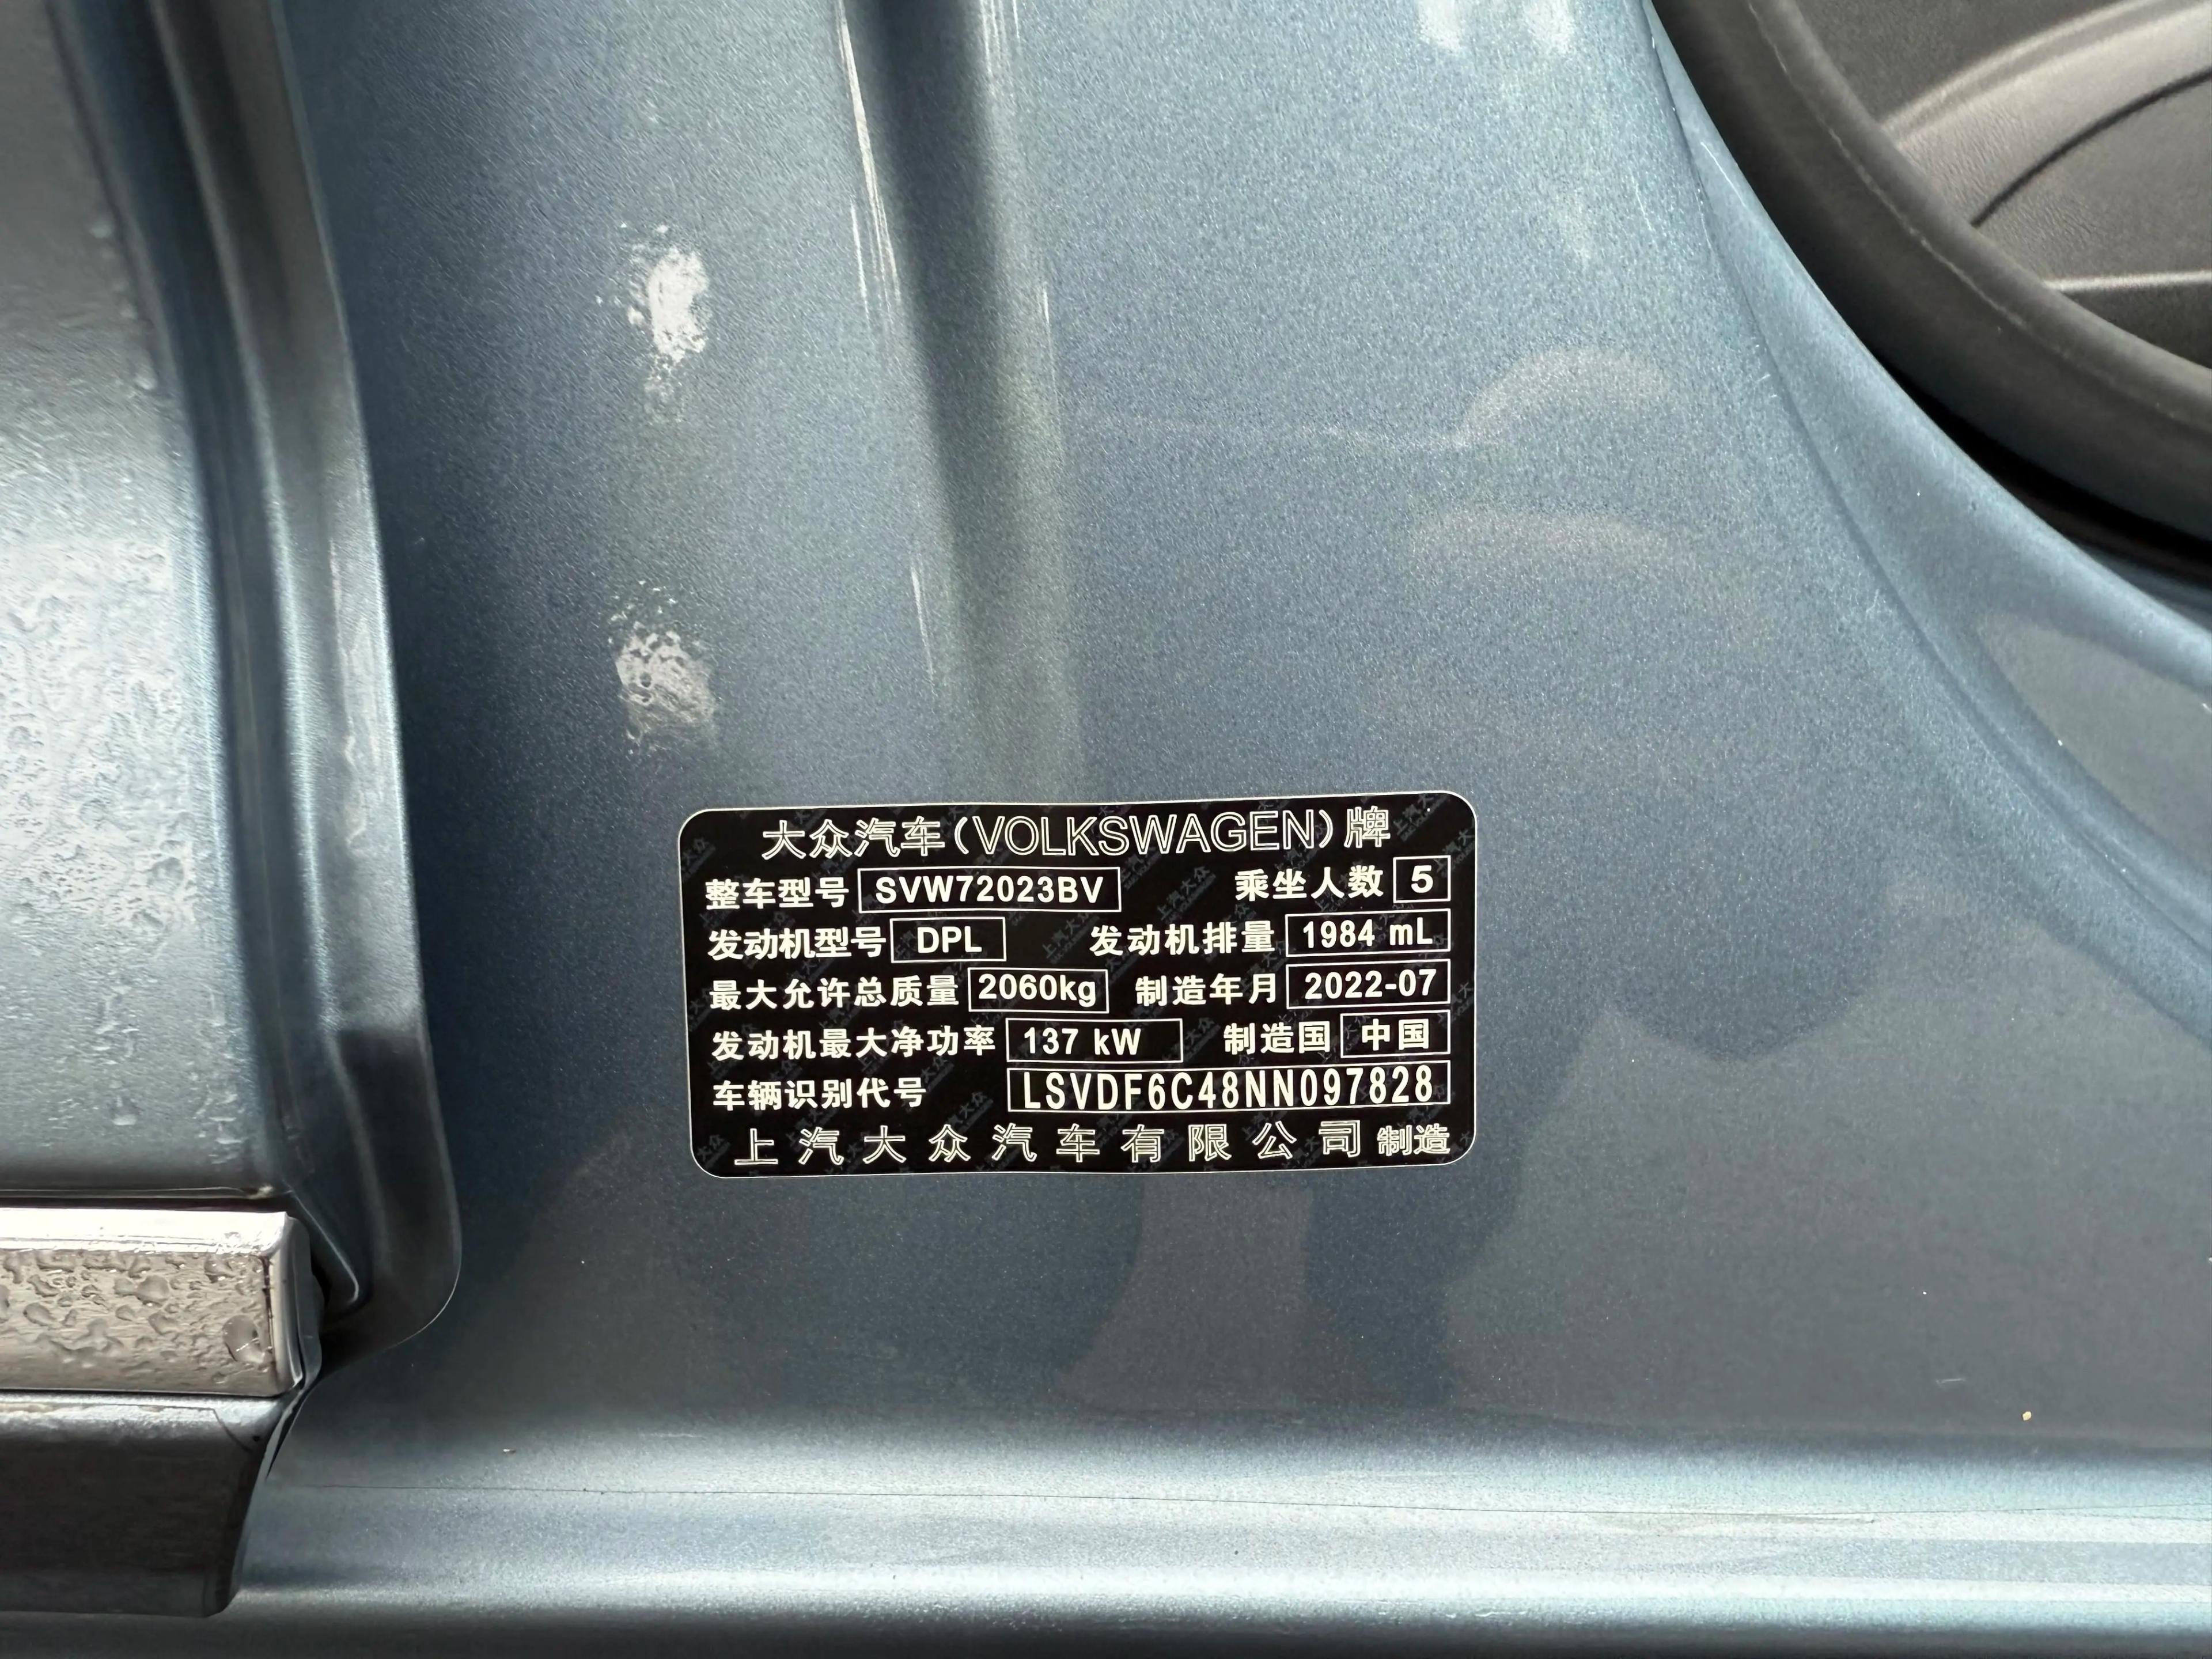 大众汽车(VOLKSWAGEN)牌
整车型号 SVW72023BV 乘坐人数 5
发动机型号 DPL 发动机排量 1984 mL
最大允许总质量 2060kg 制造年月 2022-07
发动机最大净功率 137 kW 制造国 中国
车辆识别代号 LSVDF6C48NN097828
上汽大众汽车有限公司制造